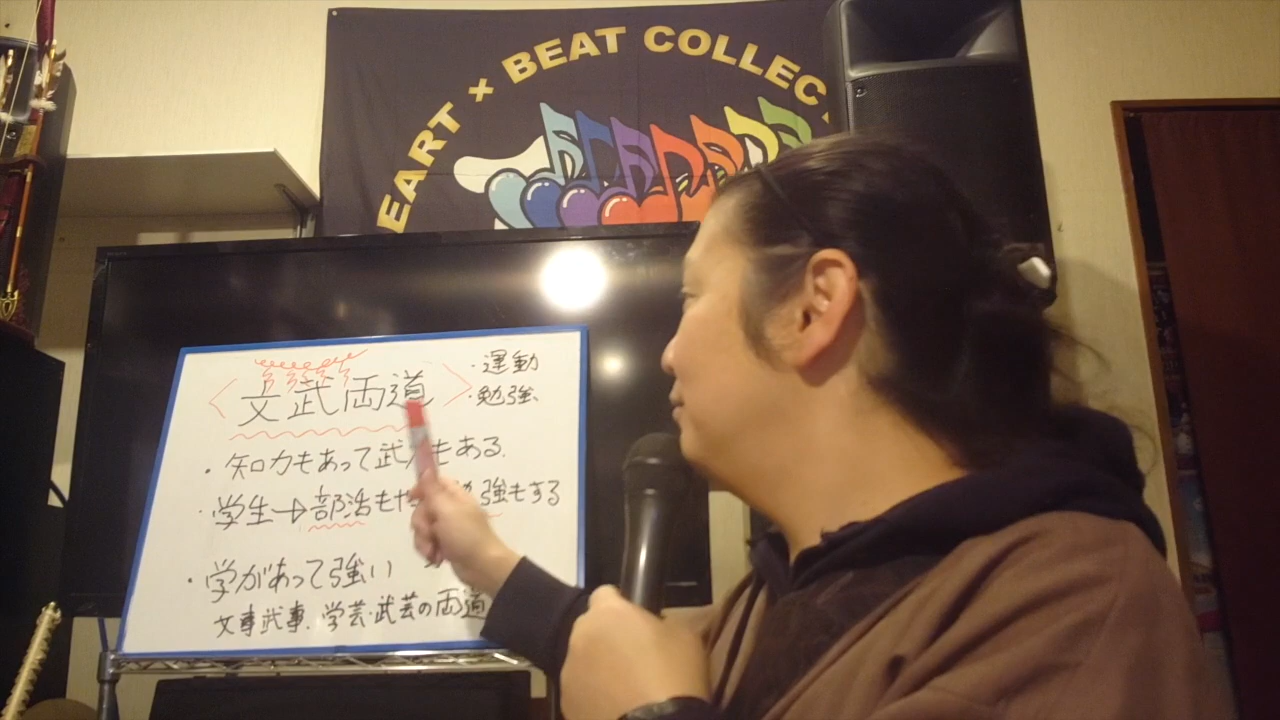 EART × BEAT COLLEC
文武両道
・運動
・勉強
・知力もあって武 もある
・学生→部活もや 強もする
・学があって強い
文事武事、学芸・武芸の両道